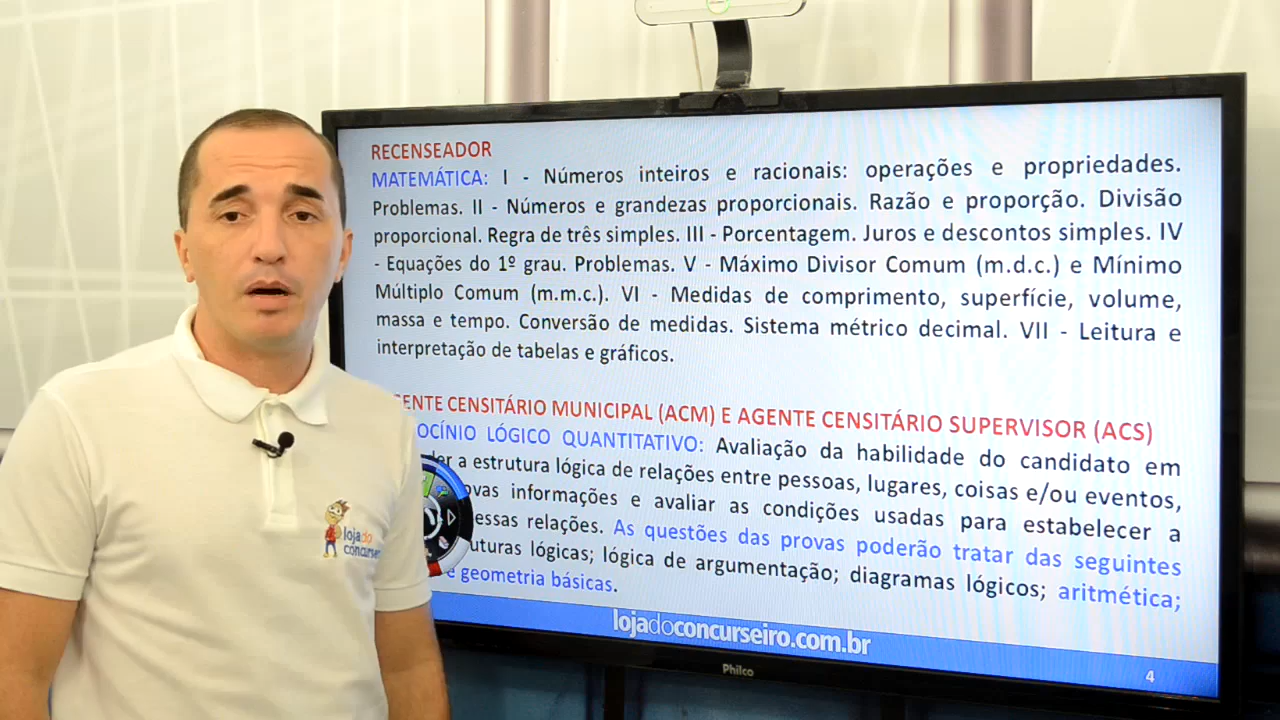 RECENSEADOR
MATEMÁTICA: I - Números inteiros e racionais: operações e propriedades.
Problemas. II - Números e grandezas proporcionais. Razão e proporção. Divisão
proporcional. Regra de três simples. III - Porcentagem. Juros e descontos simples. IV
- Equações do 1º grau. Problemas. V - Máximo Divisor Comum (m.d.c.) e Mínimo
Múltiplo Comum (m.m.c.). VI - Medidas de comprimento, superfície, volume,
massa e tempo. Conversão de medidas. Sistema métrico decimal. VII - Leitura e
interpretação de tabelas e gráficos.
CENSITÁRIO MUNICIPAL (ACM) E AGENTE CENSITÁRIO SUPERVISOR (ACS)
LÓGICO QUANTITATIVO: Avaliação da habilidade do candidato em
a estrutura lógica de relações entre pessoas, lugares, coisas e/ou eventos,
informações e avaliar as condições usadas para estabelecer a
essas relações. As questões das provas poderão tratar das seguintes
lógicas; lógica de argumentação; diagramas lógicos; aritmética;
e geometria básicas.
lojadoconcurseiro.com.br
Philco
4
loja do